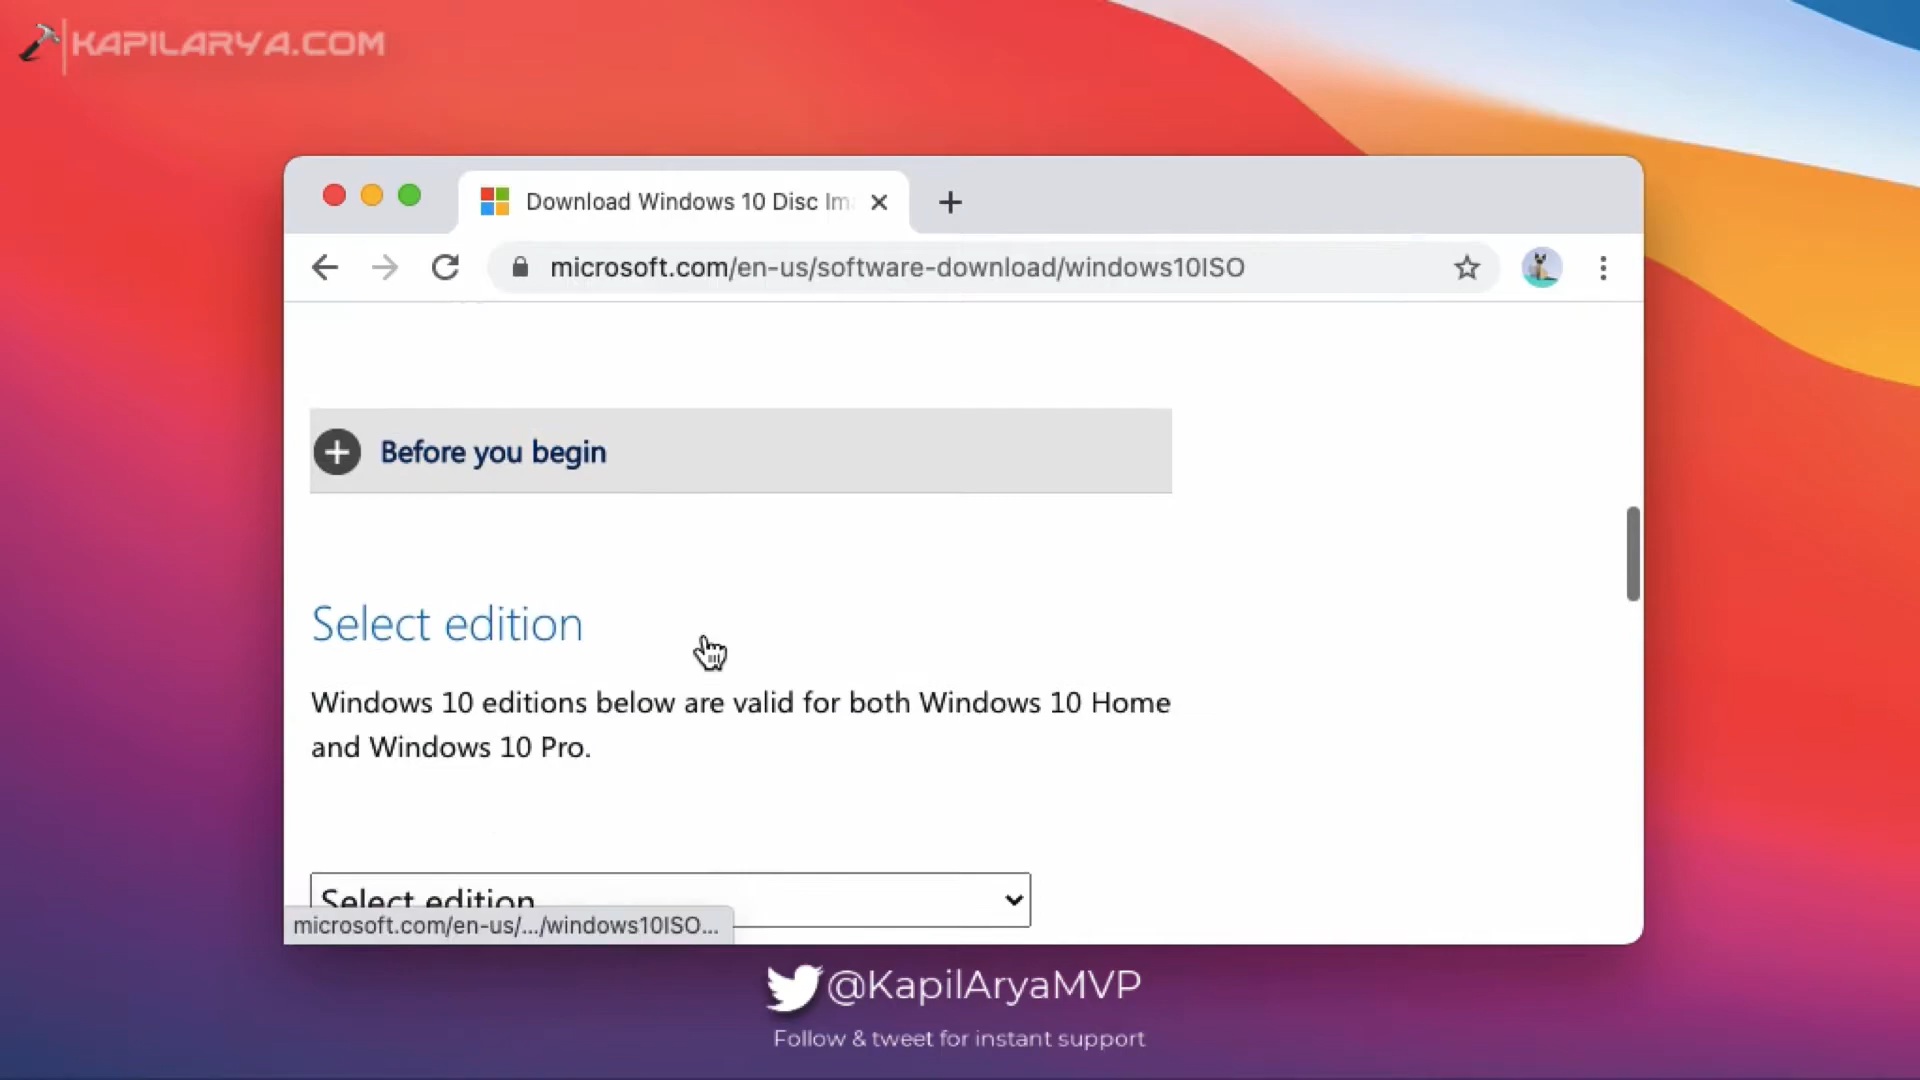 KAPILARYA.COM
Download Windows 10 Disc Ima
microsoft.com/en-us/software-download/windows10ISO
Before you begin
Select edition
Windows 10 editions below are valid for both Windows 10 Home
and Windows 10 Pro.
Select edition
microsoft.com/en-us/.../windows10ISO...
@KapilAryaMVP
Follow & tweet for instant support